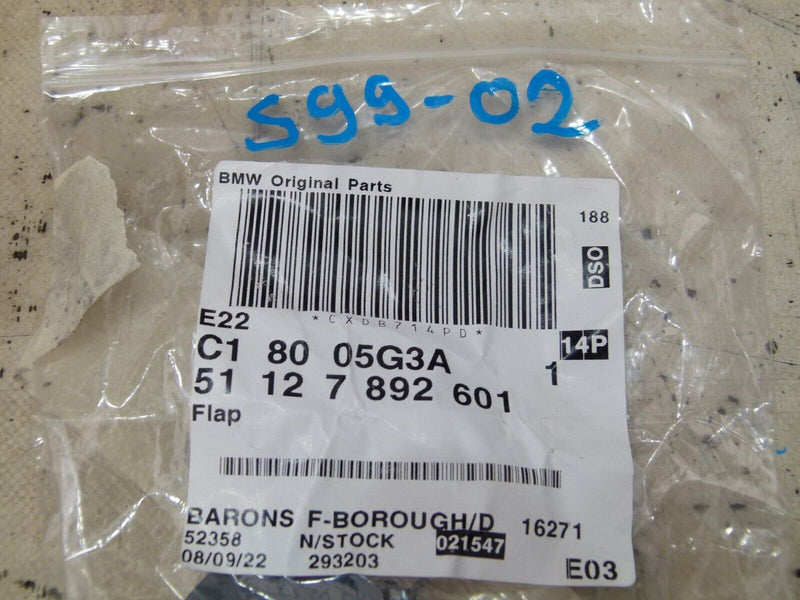 S99-02
BMW Original Parts
188
DSO
*CXDB714PD*
E22
14P
C1 80 05G3A 1
51 12 7 892 601
Flap
BARONS F-BOROUGH/D 16271
52358 N/STOCK 021547
08/09/22 293203 E03